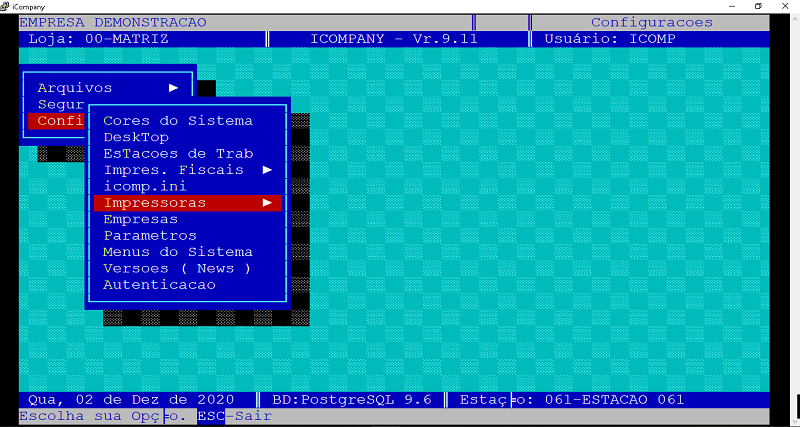 iCompany
EMPRESA DEMONSTRACAO Configuracoes
Loja: 00-MATRIZ ICOMPANY - Vr.9.11 Usuário: ICOMP
Arquivos ►
Segur
Confi
Cores do Sistema
DeskTop
EsTacoes de Trab
Impres. Fiscais ►
icomp.ini
Impressoras ►
Empresas
Parametros
Menus do Sistema
Versoes ( News )
Autenticacao
Qua, 02 de Dez de 2020 BD:PostgreSQL 9.6 Estaç╞o: 061-ESTACAO 061
Escolha sua Opç╞o. ESC-Sair